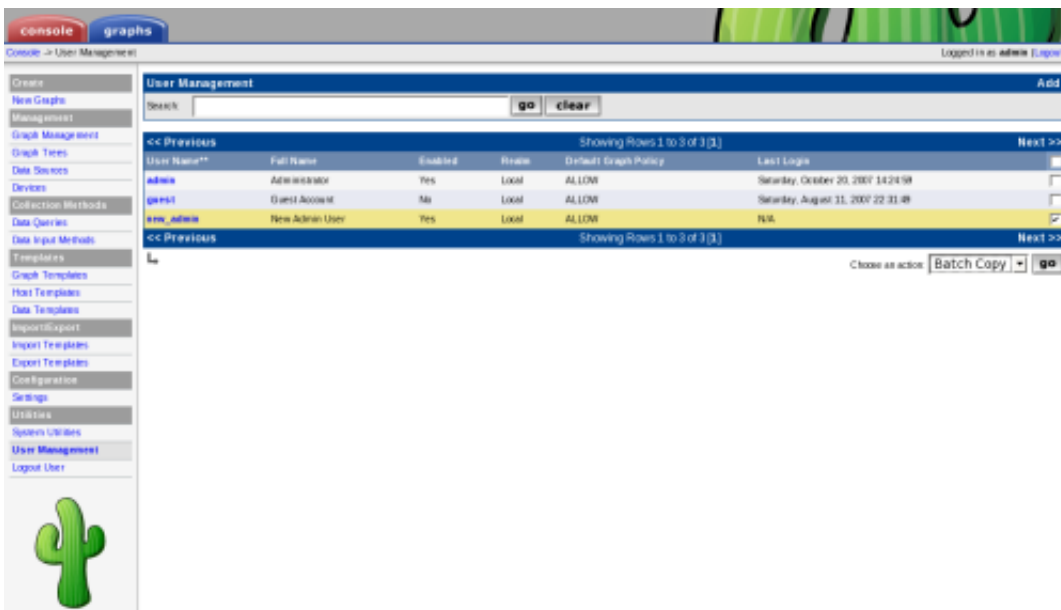 console graphs
Console -> User Management Logged in as admin (Logout
Create
New Graphs
Management
Graph Management
Graph Trees
Data Sources
Devices
Collection Methods
Data Queries
Data Input Methods
Templates
Graph Templates
Host Templates
Data Templates
Import/Export
Import Templates
Export Templates
Configuration
Settings
Utilities
System Utilities
User Management
Logout User
User Management Add
Search: go clear
<< Previous Showing Rows 1 to 3 of 3 [1] Next >>
User Name** Full Name Enabled Realm Default Graph Policy Last Login
admin Administrator Yes Local ALLOW Saturday, October 20, 2007 14:24:59
guest Guest Account No Local ALLOW Saturday, August 11, 2007 22:31:49
new_admin New Admin User Yes Local ALLOW N/A
<< Previous Showing Rows 1 to 3 of 3 [1] Next >>
Choose an action: Batch Copy go